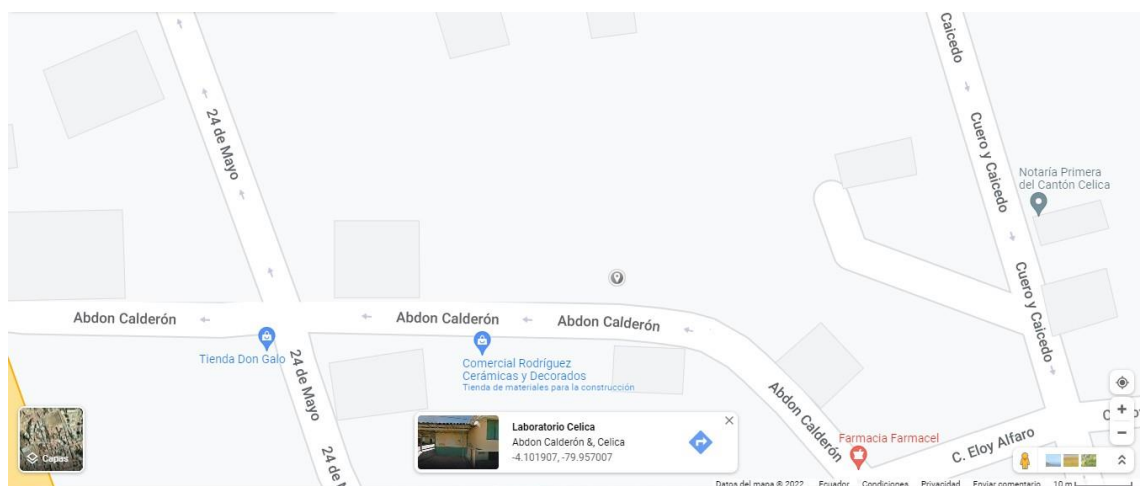 24 de Mayo
Caicedo
Cuero y Caicedo
Notaría Primera
del Cantón Celica
Cuero y Caicedo
Abdon Calderón
Abdon Calderón
Abdon Calderón
Tienda Don Galo
24 de Mayo
Comercial Rodríguez
Cerámicas y Decorados
Tienda de materiales para la construcción
Abdon Calderón
Laboratorio Celica
Abdon Calderón &, Celica
-4.101907, -79.957007
Farmacia Farmacel
C. Eloy Alfaro
24 de
Capas
Datos del mapa © 2022 Ecuador Condiciones Privacidad Enviar comentario 10 m